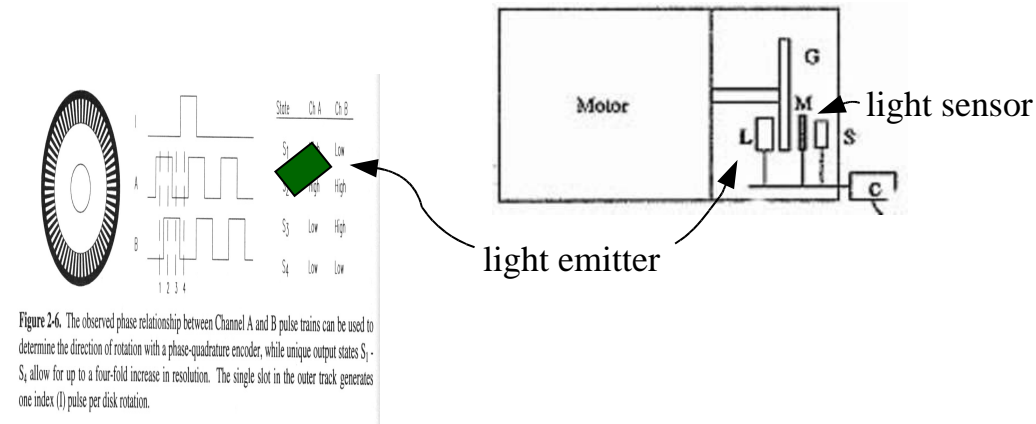 State Ch A Ch B
S1 Low
High High
S3 Low High
S4 Low Low
I
A
B
1 2 3 4
Figure 2-6. The observed phase relationship between Channel A and B pulse trains can be used to
determine the direction of rotation with a phase-quadrature encoder, while unique output states S1 -
S4 allow for up to a four-fold increase in resolution. The single slot in the outer track generates
one index (I) pulse per disk rotation.
Motor
G
M
L
S
C
light sensor
light emitter